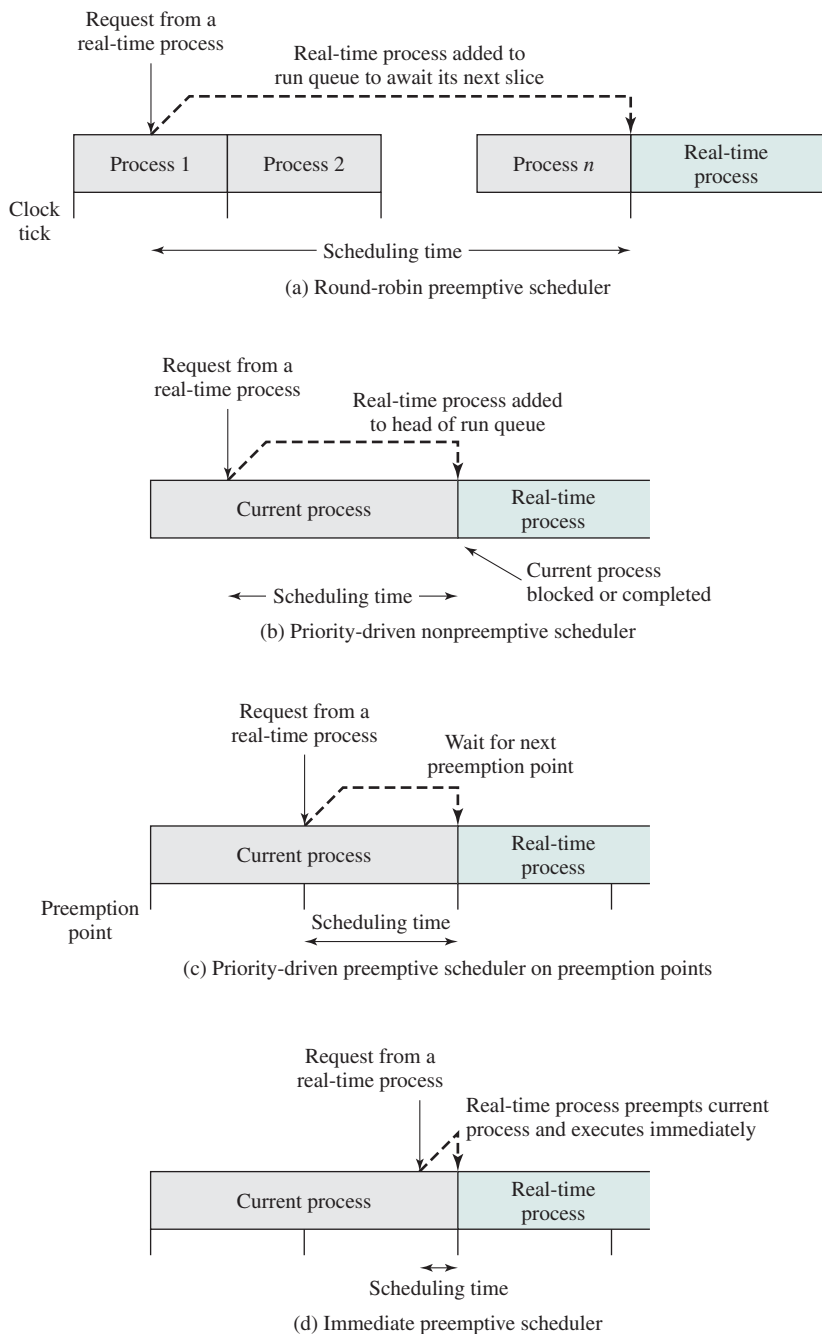 Request from a
real-time process
Real-time process added to
run queue to await its next slice
Process 1
Process 2
Process n
Real-time
process
Clock
tick
Scheduling time
(a) Round-robin preemptive scheduler
Request from a
real-time process
Real-time process added
to head of run queue
Current process
Real-time
process
Current process
blocked or completed
Scheduling time
(b) Priority-driven nonpreemptive scheduler
Request from a
real-time process
Wait for next
preemption point
Current process
Real-time
process
Preemption
point
Scheduling time
(c) Priority-driven preemptive scheduler on preemption points
Request from a
real-time process
Real-time process preempts current
process and executes immediately
Current process
Real-time
process
Scheduling time
(d) Immediate preemptive scheduler